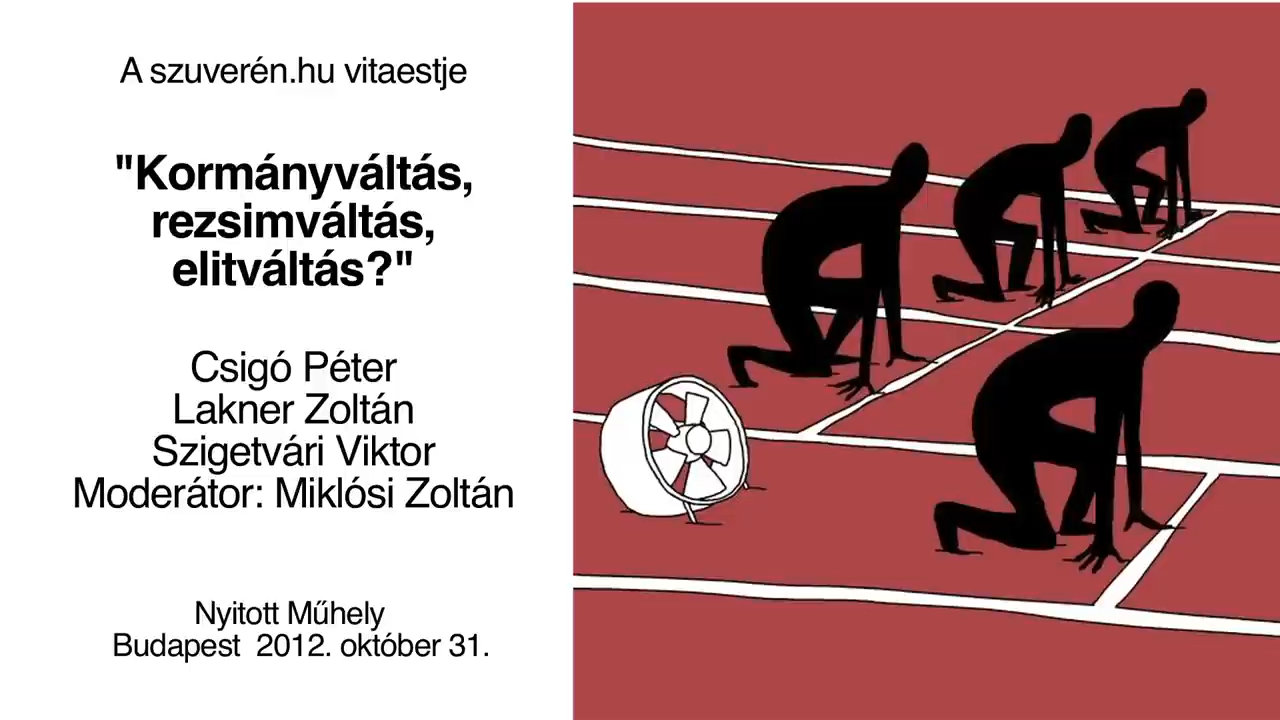 A szuverén.hu vitaestje
"Kormányváltás,
rezsimváltás,
elitváltás?"
Csigó Péter
Lakner Zoltán
Szigetvári Viktor
Moderátor: Miklósi Zoltán
Nyitott Műhely
Budapest 2012. október 31.